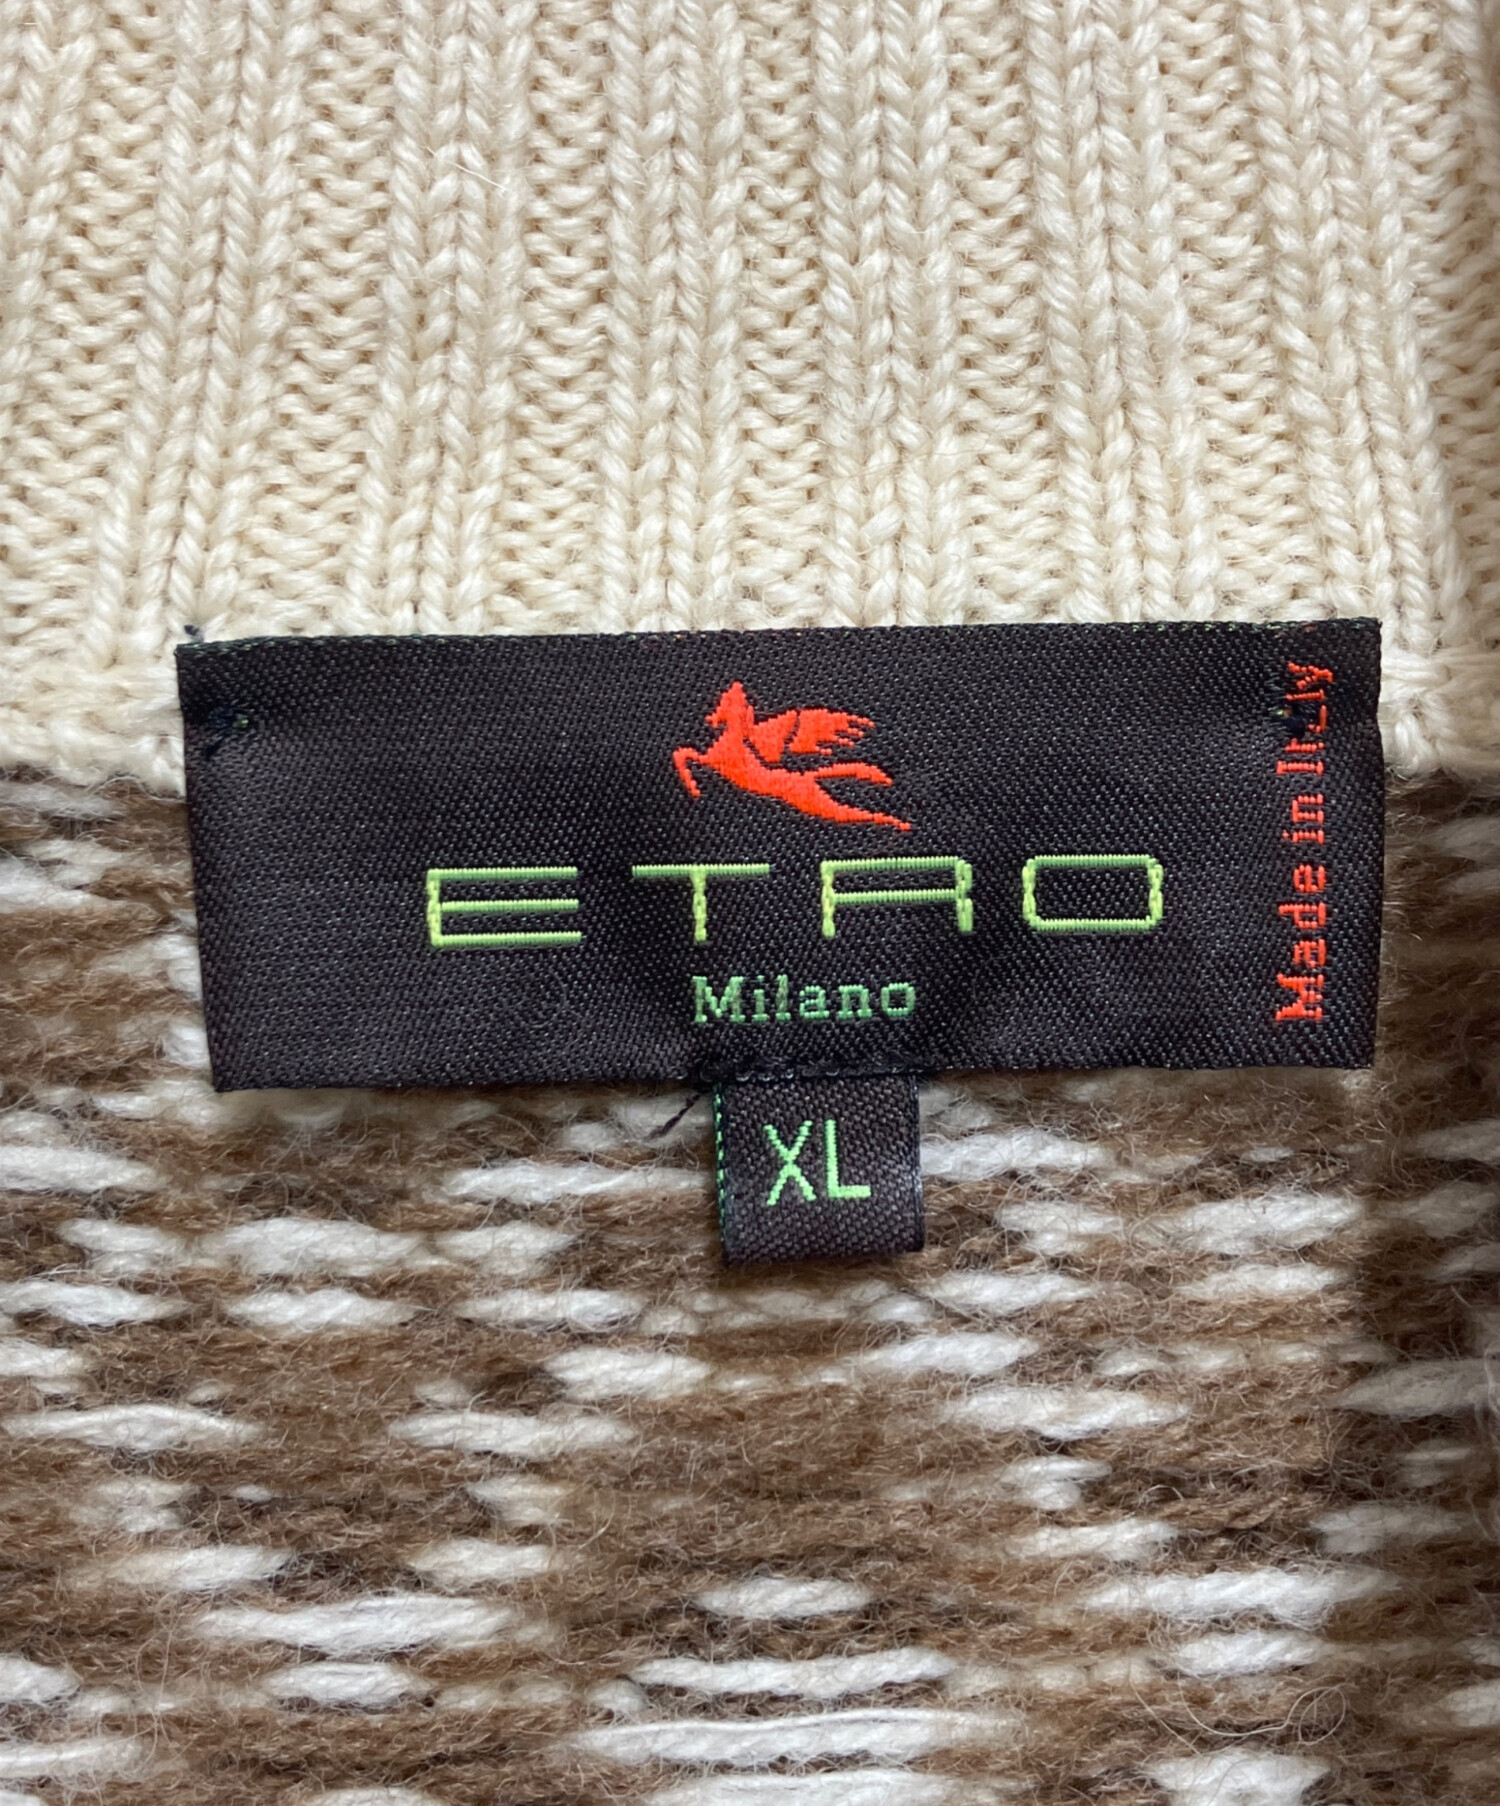 ETRO
Milano
Made in Italy
XL